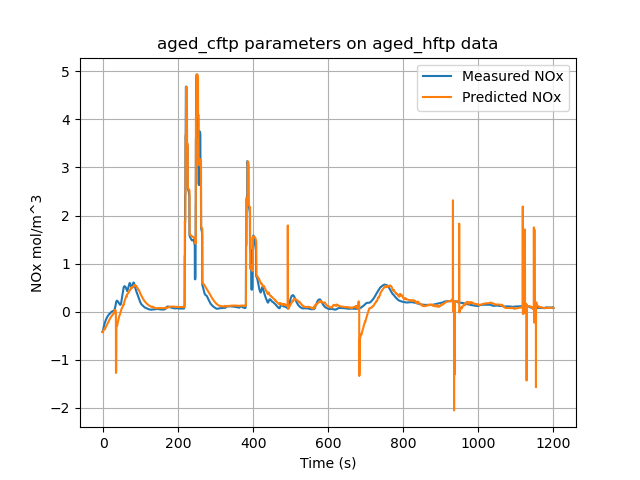 aged_cftp parameters on aged_hftp data
Measured NOx
Predicted NOx
NOx mol/m^3
5
4
3
2
1
0
−1
−2
0 200 400 600 800 1000 1200
Time (s)